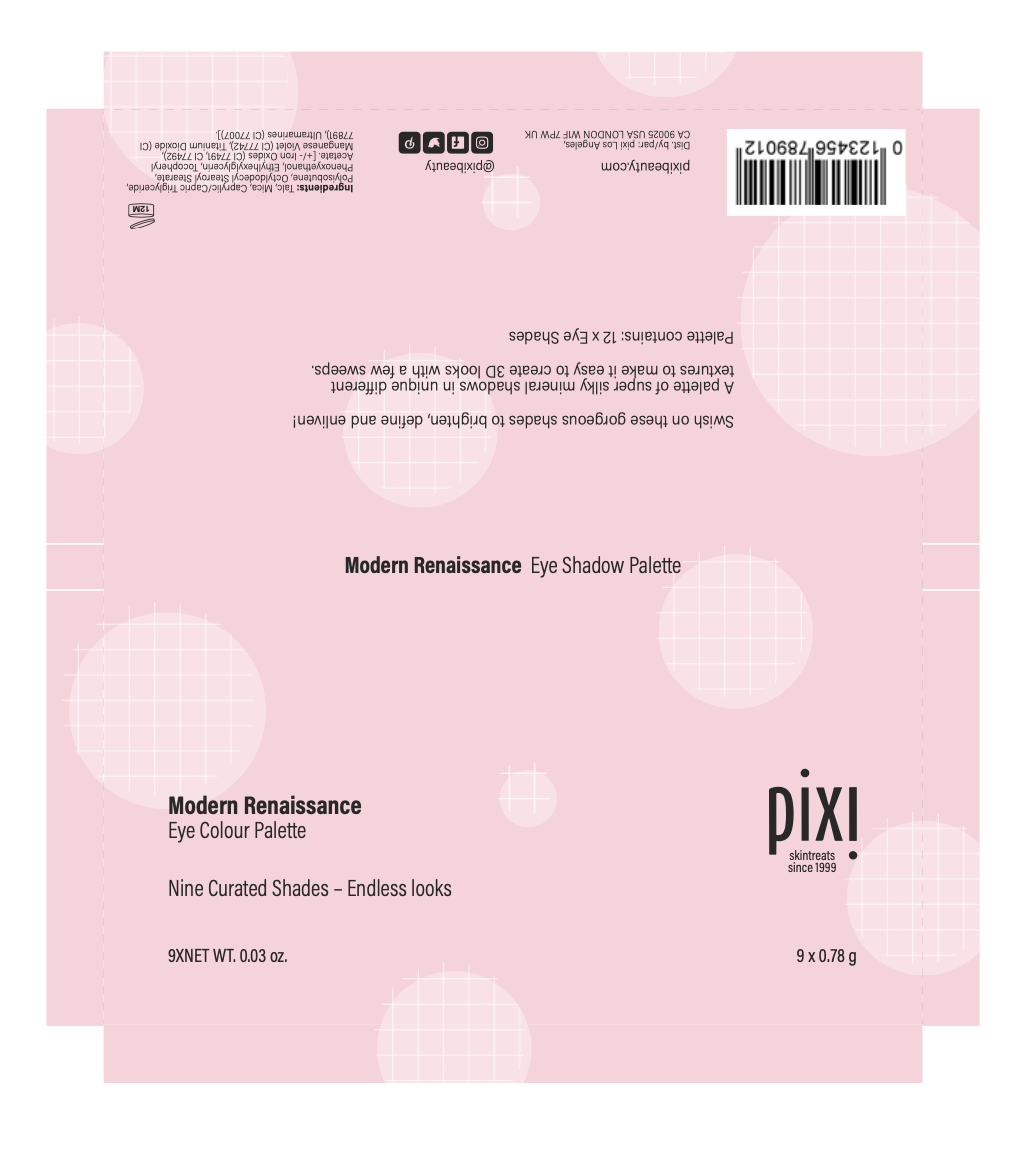 Swish on these gorgeous shades to brighten, define and enliven!
A palette of super silky mineral shadows in unique different
textures to make it easy to create 3D looks with a few sweeps.
Palette contains: 12 x Eye Shades
0 123456 789012
pixibeauty.com
Dist. by/par: Pixi Los Angeles,
CA 90025 USA LONDON W1F 7PW UK
@pixibeauty
12M
Ingredients: Talc, Mica, Caprylic/Capric Triglyceride,
Polyisobutene, Octyldodecyl Stearoyl Stearate,
Phenoxyethanol, Ethylhexylglycerin, Tocopheryl
Acetate. [+/- Iron Oxides (CI 77491, CI 77492),
Manganese Violet (CI 77742), Titanium Dioxide (CI
77891), Ultramarines (CI 77007)].
Modern Renaissance Eye Shadow Palette
Modern Renaissance
Eye Colour Palette
Nine Curated Shades – Endless looks
9XNET WT. 0.03 oz.
pixi
skintreats
since 1999
9 x 0.78 g